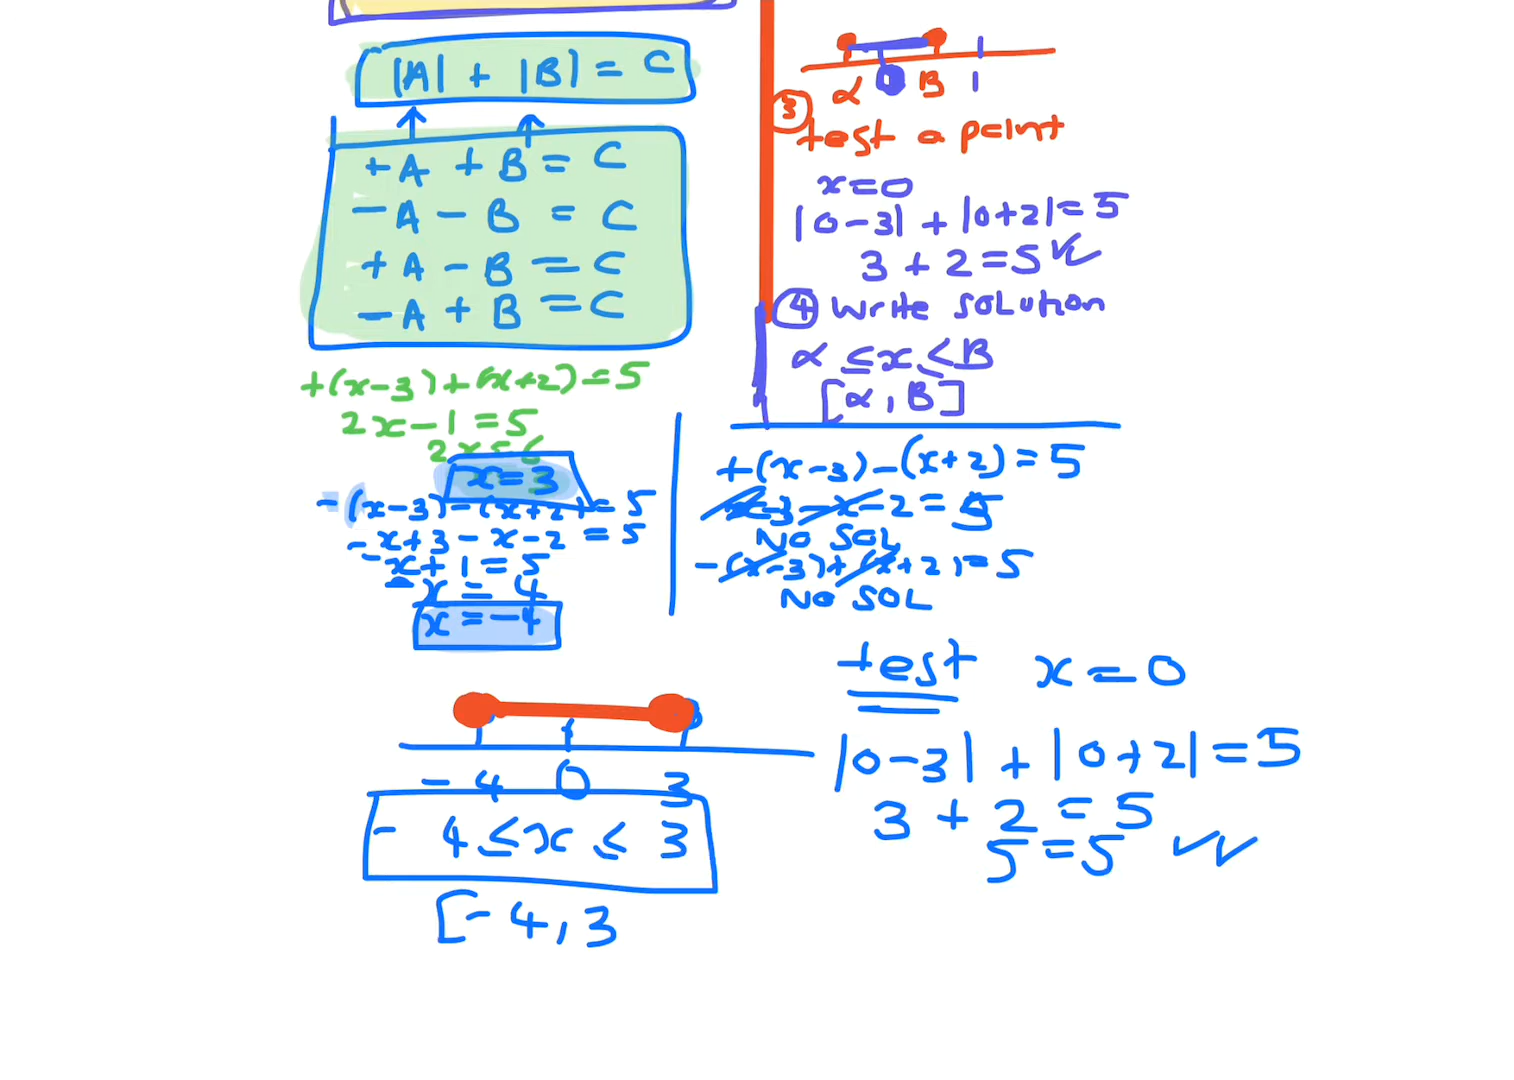 |A| + |B| = C
+A + B = C
-A - B = C
+A - B = C
-A + B = C
+(x-3)+(x+2)=5
2x-1=5
x=3
-(x-3)-(x+2)=5
-x+3-x-2=5
-x+1=5
-x=4
x=-4
-4 0 3
-4≤x≤3
[-4,3
α 0 B 1
③
test a point
x=0
|0-3|+|0+2|=5
3+2=5
④ Write solution
α≤x≤B
[α,B]
+(x-3)-(x+2)=5
x-3-x-2=5
NO SOL
-(x-3)+(x+2)=5
NO SOL
test x=0
|0-3|+|0+2|=5
3+2=5
5=5